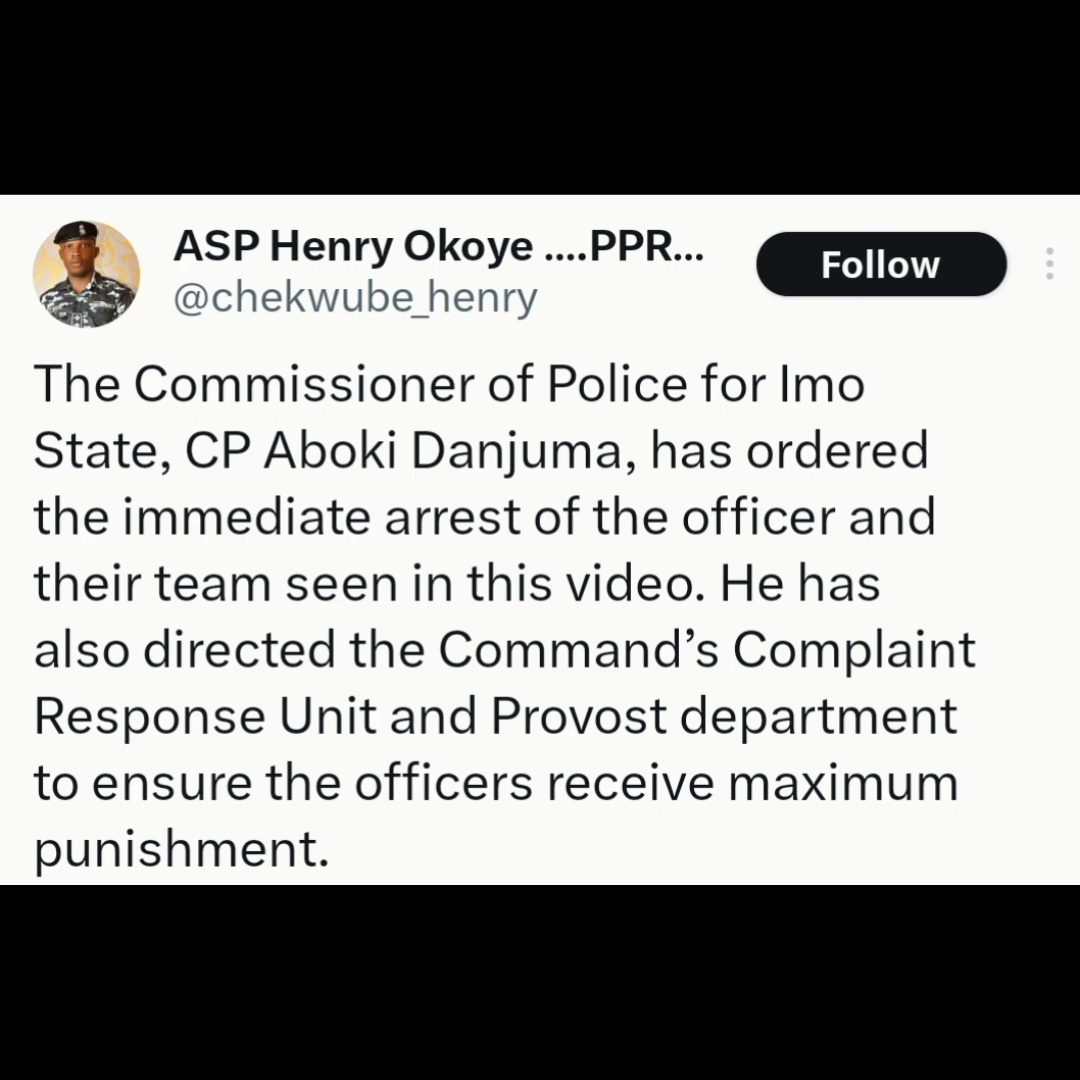 ASP Henry Okoye ....PPR...
@chekwube_henry
Follow
The Commissioner of Police for Imo
State, CP Aboki Danjuma, has ordered
the immediate arrest of the officer and
their team seen in this video. He has
also directed the Command’s Complaint
Response Unit and Provost department
to ensure the officers receive maximum
punishment.